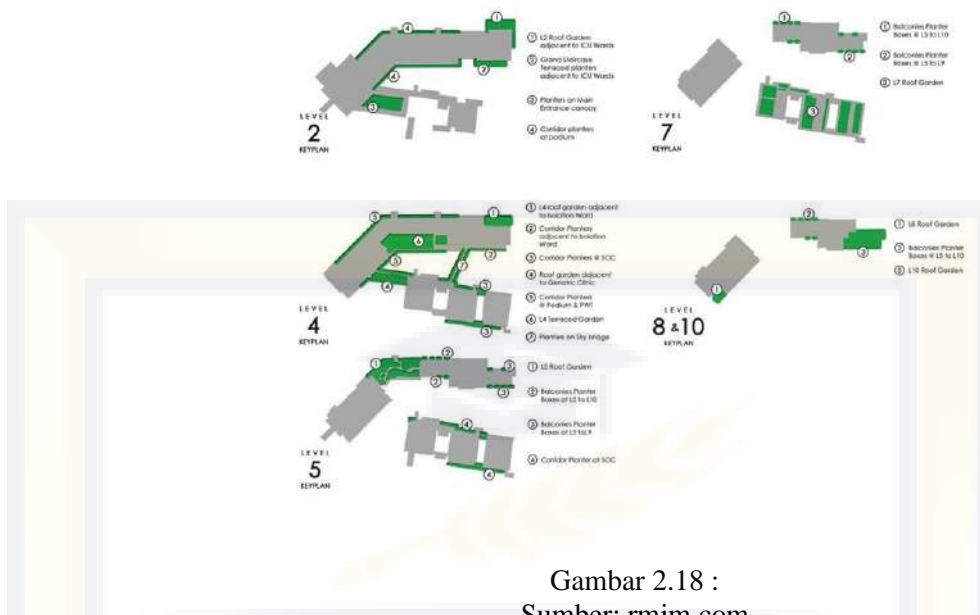 ① L2 Roof Garden
adjacent to ICU Wards
② Grand Staircase
Terraced planters
adjacent to ICU Wards
③ Planters on Main
Entrance canopy
④ Corridor planters
at podium
LEVEL
2
KEYPLAN
① Balconies Planter
Boxes @ L5 to L10
② Balconies Planter
Boxes @ L5 to L9
③ L7 Roof Garden
LEVEL
7
KEYPLAN
① L4 roof garden adjacent
to Isolation Ward
② Corridor Planters
adjacent to Isolation
Ward
③ Corridor Planters @ SOC
④ Roof garden adjacent
to Geriatric Clinic
⑤ Corridor Planters
@ Podium & PWT
⑥ L4 Terraced Garden
⑦ Planters on Sky bridge
LEVEL
4
KEYPLAN
① L8 Roof Garden
② Balconies Planter
Boxes @ L5 to L10
③ L10 Roof Garden
LEVEL
8 & 10
KEYPLAN
① L5 Roof Garden
② Balconies Planter
Boxes at L5 to L10
③ Balconies Planter
Boxes at L5 to L9
④ Corridor Planter at SOC
LEVEL
5
KEYPLAN
Gambar 2.18 :
Sumber: rmjm.com